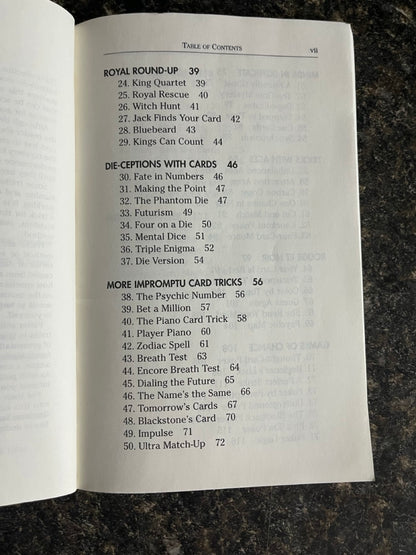 TABLE OF CONTENTS vii
ROYAL ROUND-UP 39
24. King Quartet 39
25. Royal Rescue 40
26. Witch Hunt 41
27. Jack Finds Your Card 42
28. Bluebeard 43
29. Kings Can Count 44
DIE-CEPTIONS WITH CARDS 46
30. Fate in Numbers 46
31. Making the Point 47
32. The Phantom Die 47
33. Futurism 49
34. Four on a Die 50
35. Mental Dice 51
36. Triple Enigma 52
37. Die Version 54
MORE IMPROMPTU CARD TRICKS 56
38. The Psychic Number 56
39. Bet a Million 57
40. The Piano Card Trick 58
41. Player Piano 60
42. Zodiac Spell 61
43. Breath Test 63
44. Encore Breath Test 64
45. Dialing the Future 65
46. The Name's the Same 66
47. Tomorrow's Cards 67
48. Blackstone's Card 70
49. Impulse 71
50. Ultra Match-Up 72